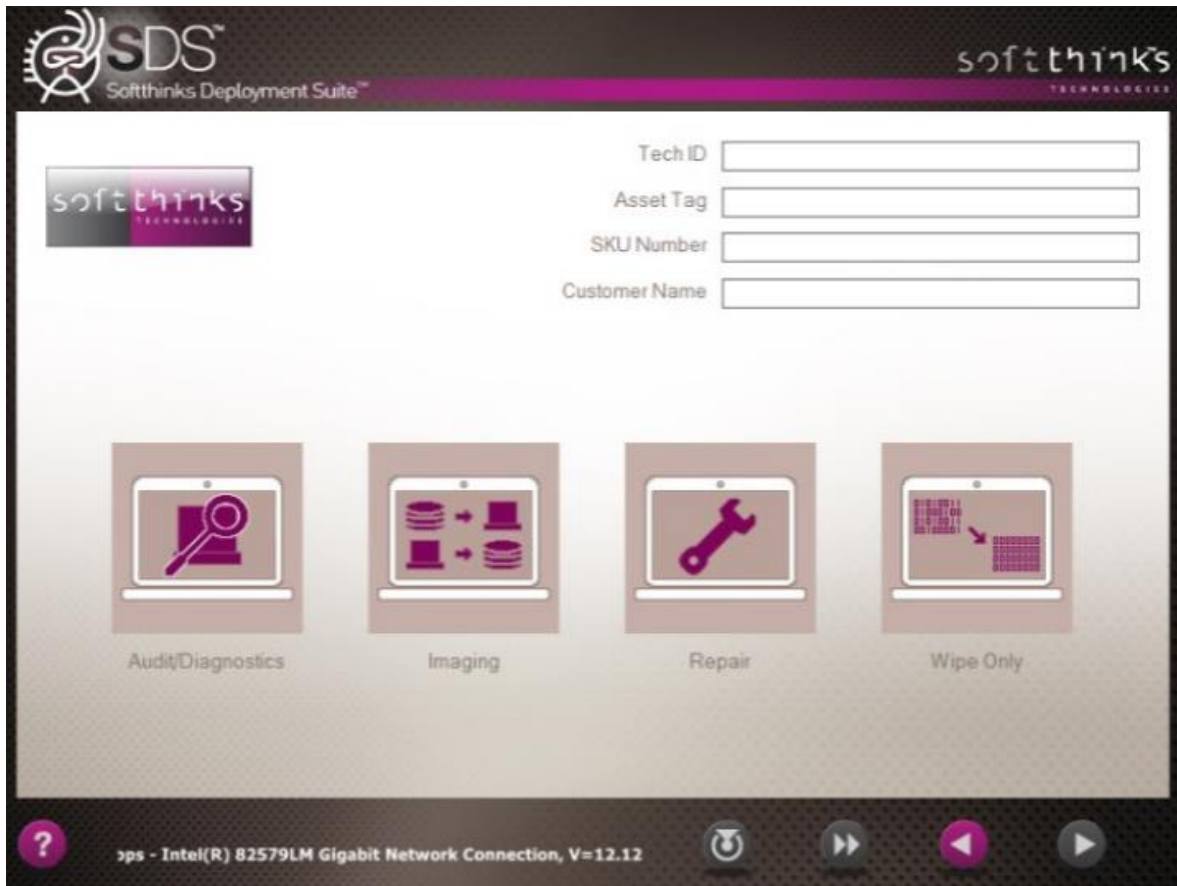 SDS™
Softthinks Deployment Suite™
softthinks
TECHNOLOGIES
softthinks
TECHNOLOGIES
Tech ID
Asset Tag
SKU Number
Customer Name
Audit/Diagnostics
Imaging
Repair
Wipe Only
?
ops - Intel(R) 82579LM Gigabit Network Connection, V=12.12